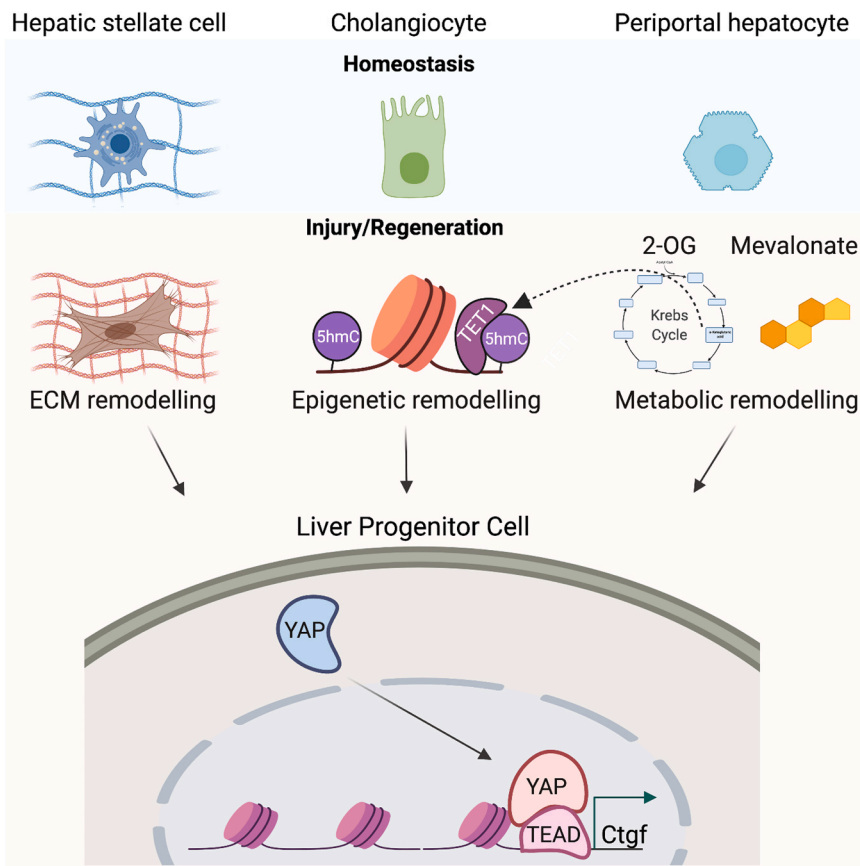 Hepatic stellate cell
Cholangiocyte
Periportal hepatocyte
Homeostasis
Injury/Regeneration
2-OG
Mevalonate
5hmC
TET1
5hmC
Krebs
Cycle
ECM remodelling
Epigenetic remodelling
Metabolic remodelling
Liver Progenitor Cell
YAP
YAP
TEAD
Ctgf